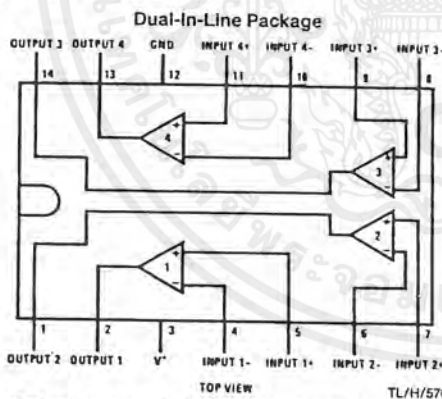 Dual-In-Line Package
OUTPUT 3 OUTPUT 4 GND INPUT 4+ INPUT 4- INPUT 3+ INPUT 3-
14 13 12 11 10 9 8
4
3
2
1
1 2 3 4 5 6 7
OUTPUT 2 OUTPUT 1 V+ INPUT 1- INPUT 1+ INPUT 2- INPUT 2+
TOP VIEW
TL/H/570